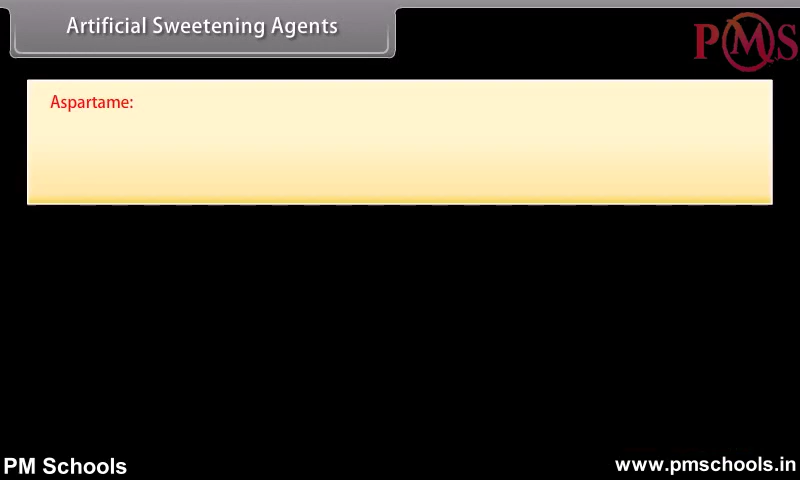 Artificial Sweetening Agents
PMS
Aspartame:
PM Schools
www.pmschools.in